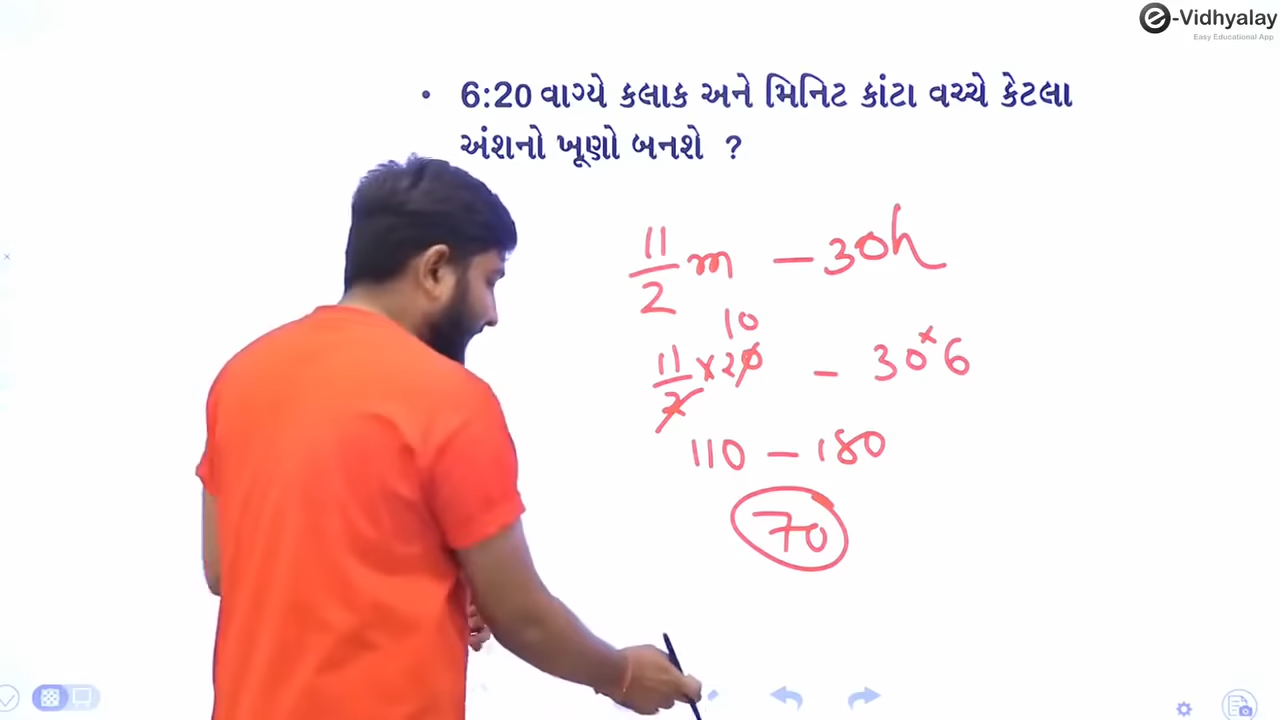 e-Vidhyalay
Easy Educational App
• 6:20 વાગ્યે કલાક અને મિનિટ કાંટા વચ્ચે કેટલા
અંશનો ખૂણો બનશે ?
11/2 m - 30h
10
11/2 × 20 - 30 × 6
110 - 180
70